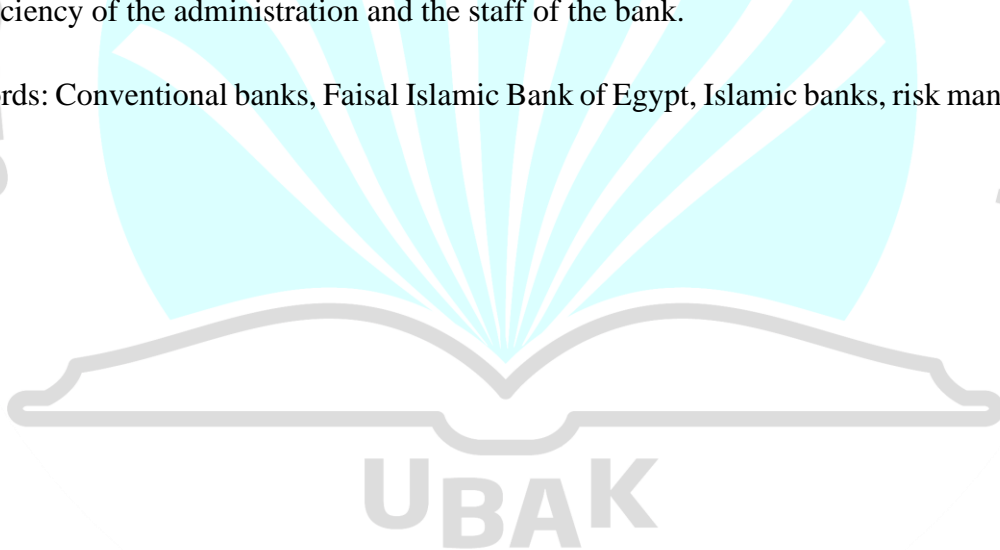 ciency of the administration and the staff of the bank.
rds: Conventional banks, Faisal Islamic Bank of Egypt, Islamic banks, risk man
UBAK